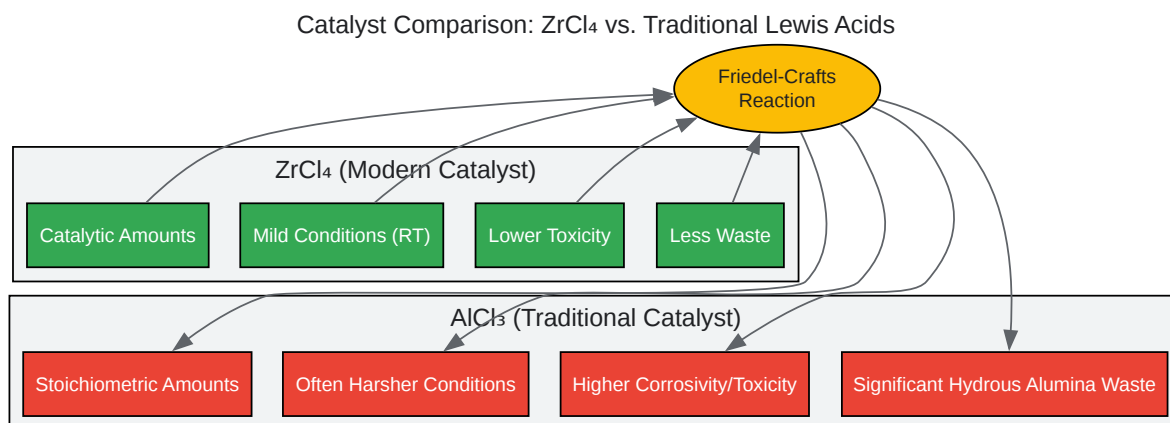 Catalyst Comparison: ZrCl₄ vs. Traditional Lewis Acids
Friedel-Crafts
Reaction
ZrCl₄ (Modern Catalyst)
Catalytic Amounts
Mild Conditions (RT)
Lower Toxicity
Less Waste
AlCl₃ (Traditional Catalyst)
Stoichiometric Amounts
Often Harsher Conditions
Higher Corrosivity/Toxicity
Significant Hydrous Alumina Waste